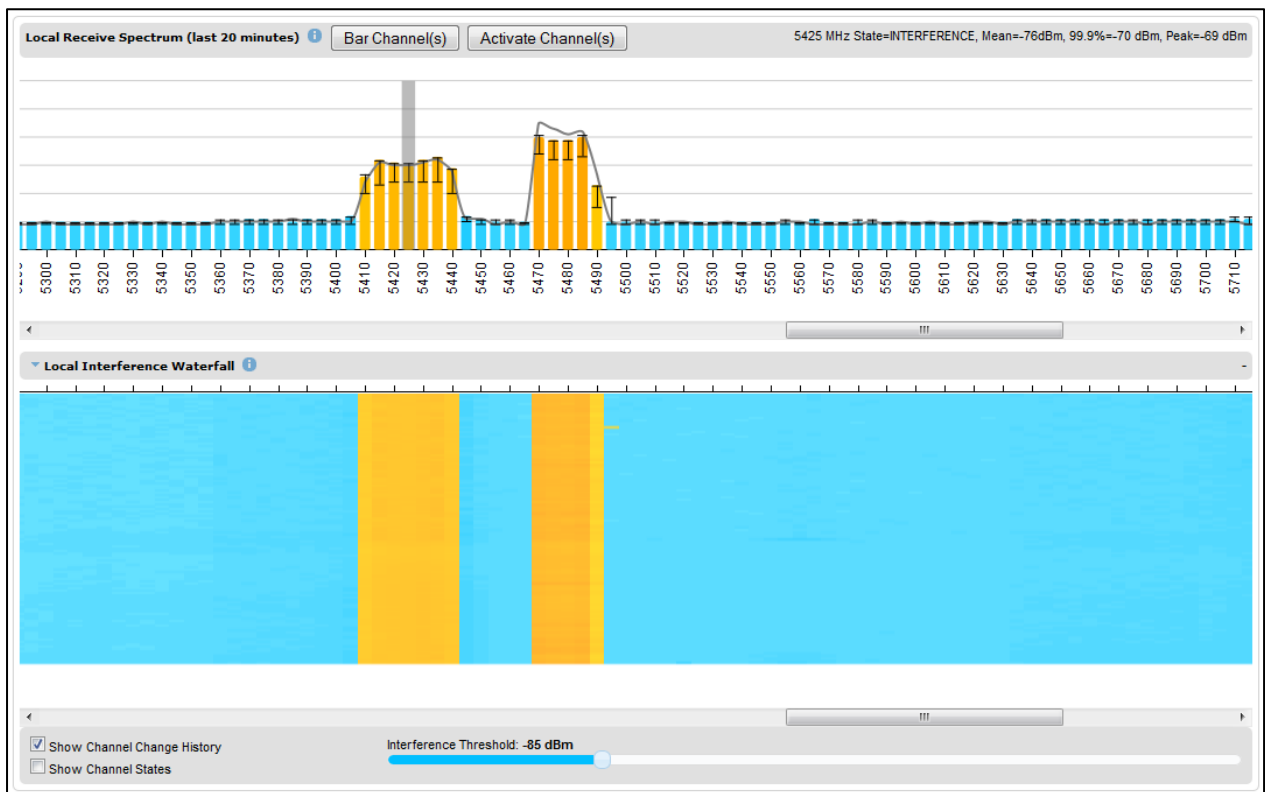 Local Receive Spectrum (last 20 minutes) i Bar Channel(s) Activate Channel(s) 5425 MHz State=INTERFERENCE, Mean=-76dBm, 99.9%=-70 dBm, Peak=-69 dBm
5300 5310 5320 5330 5340 5350 5360 5370 5380 5390 5400 5410 5420 5430 5440 5450 5460 5470 5480 5490 5500 5510 5520 5530 5540 5550 5560 5570 5580 5590 5600 5610 5620 5630 5640 5650 5660 5670 5680 5690 5700 5710
Local Interference Waterfall i -
Show Channel Change History Interference Threshold: -85 dBm
Show Channel States